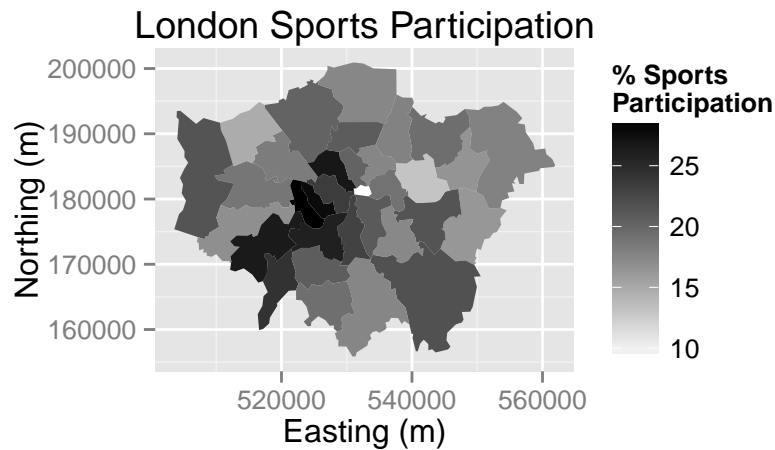 London Sports Participation
Northing (m)
200000
190000
180000
170000
160000
520000 540000 560000
Easting (m)
% Sports
Participation
25
20
15
10